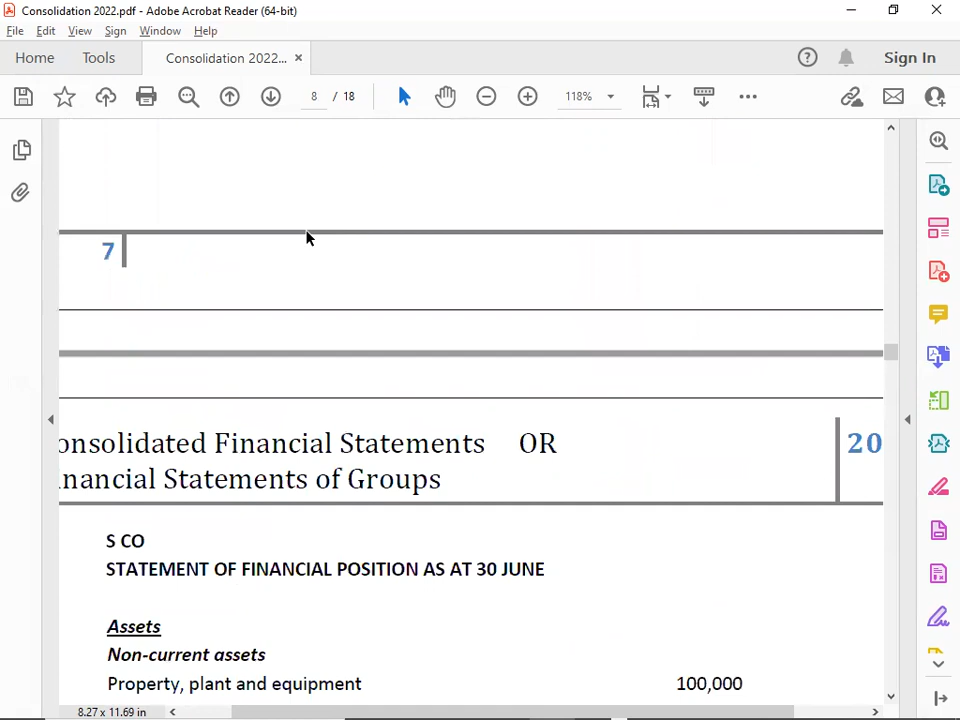 Consolidation 2022.pdf - Adobe Acrobat Reader (64-bit)
File Edit View Sign Window Help
Home Tools Consolidation 2022... × Sign In
8 / 18 118%
7
onsolidated Financial Statements OR
nancial Statements of Groups
20
S CO
STATEMENT OF FINANCIAL POSITION AS AT 30 JUNE
Assets
Non-current assets
Property, plant and equipment 100,000
8.27 x 11.69 in